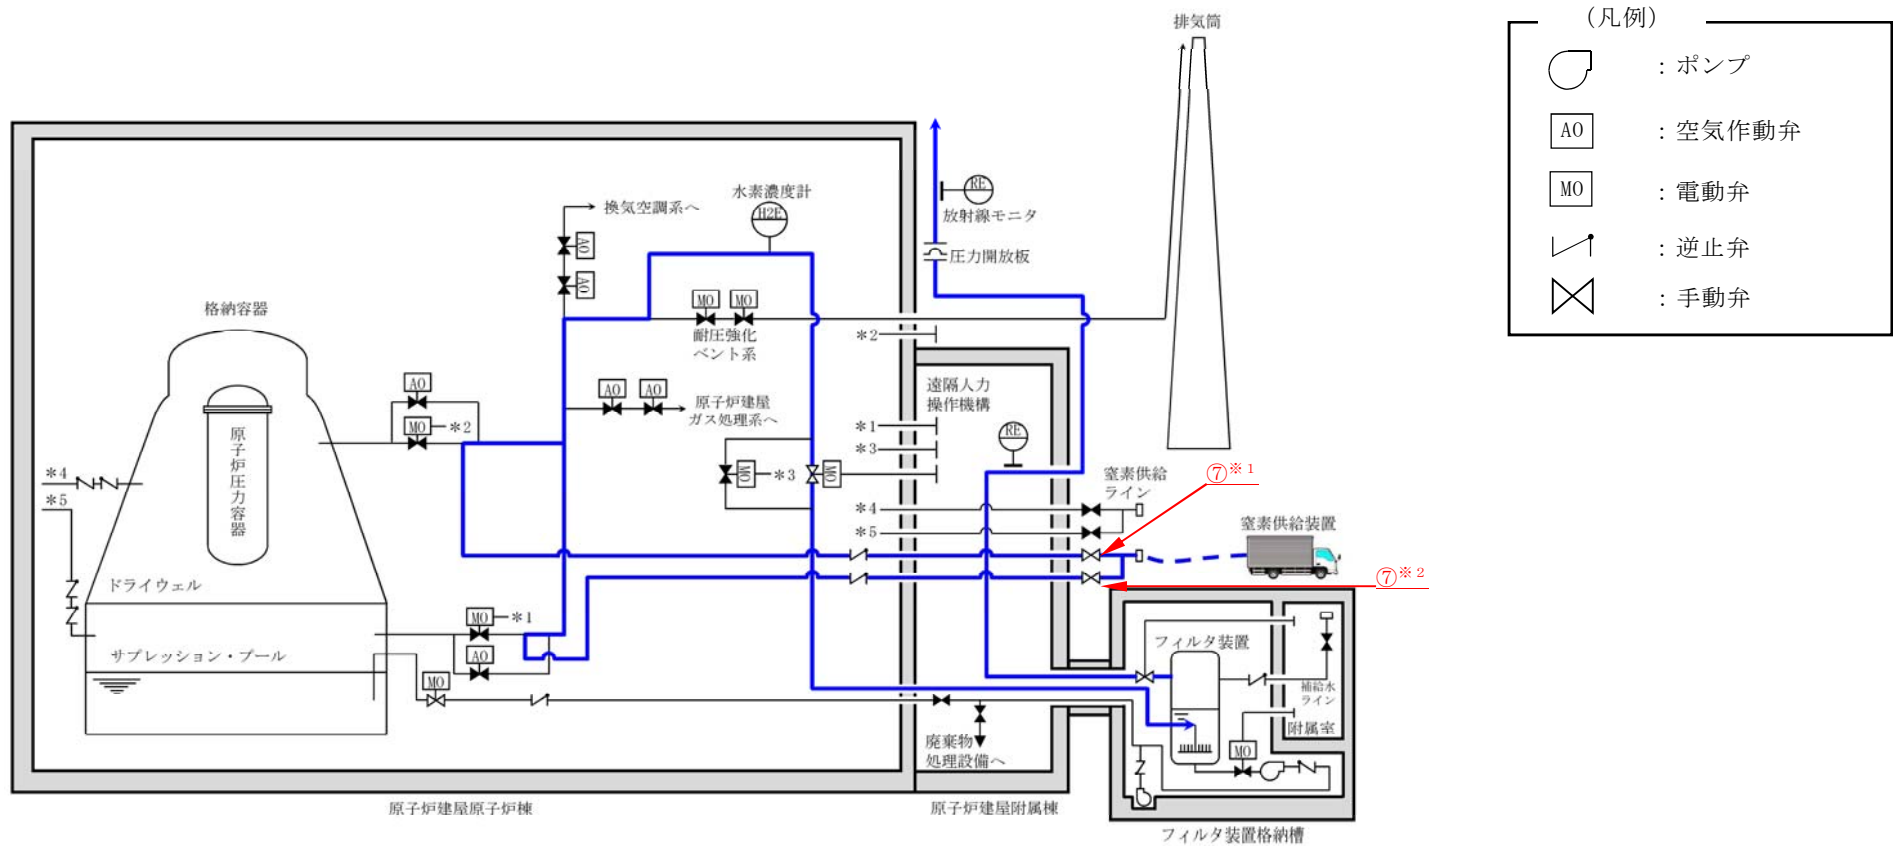 排気筒
(凡例)
: ポンプ
AO
: 空気作動弁
MO
: 電動弁
: 逆止弁
: 手動弁
水素濃度計
H2E
換気空調系へ
AO
AO
RE
放射線モニタ
圧力開放板
格納容器
MO
MO
耐圧強化
ベント系
*2
遠隔人力
操作機構
AO
MO
*2
AO
AO
原子炉建屋
ガス処理系へ
*1
*3
RE
原子炉圧力容器
*4
*5
MO
*3
MO
*4
*5
窒素供給
ライン
⑦※1
窒素供給装置
⑦※2
ドライウェル
MO
*1
サプレッション・プール
AO
MO
フィルタ装置
補給水
ライン
附属室
MO
廃棄物
処理設備へ
原子炉建屋原子炉棟
原子炉建屋附属棟
フィルタ装置格納槽